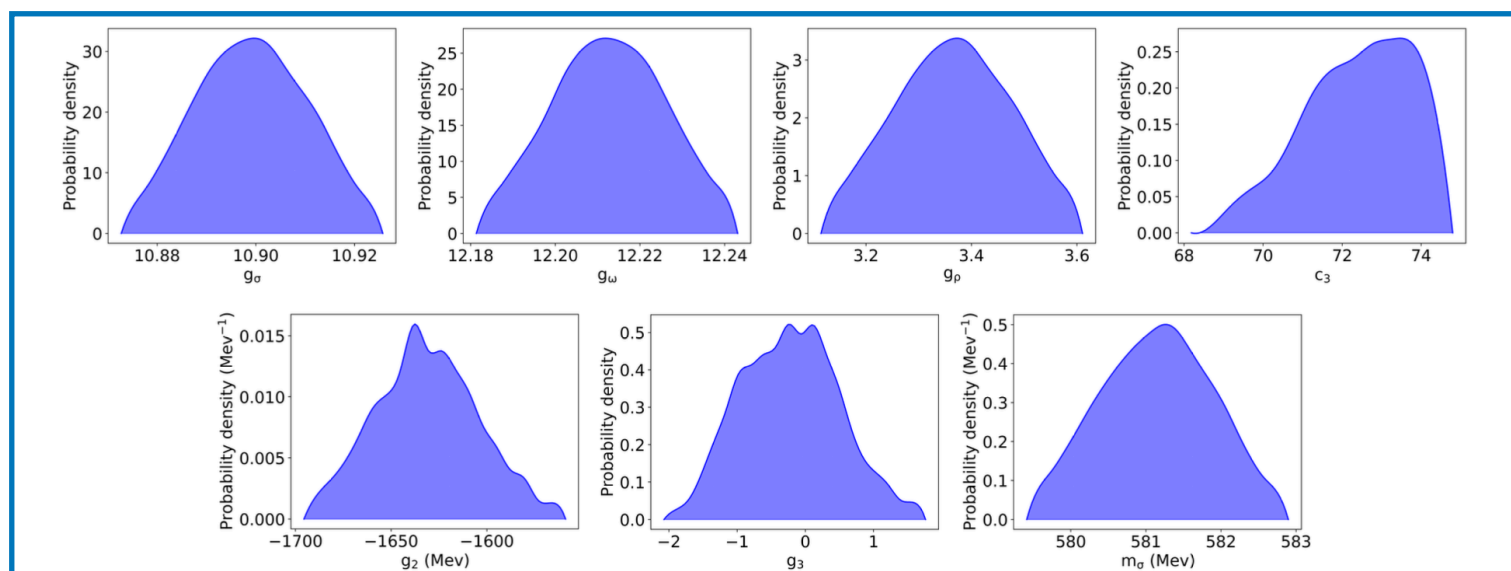 Probability density
30
20
10
0
10.88 10.90 10.92
gσ
Probability density
25
20
15
10
5
0
12.18 12.20 12.22 12.24
gω
Probability density
3
2
1
0
3.2 3.4 3.6
gρ
Probability density
0.25
0.20
0.15
0.10
0.05
0.00
68 70 72 74
c₃
Probability density (Mev⁻¹)
0.015
0.010
0.005
0.000
−1700 −1650 −1600
g₂ (Mev)
Probability density
0.5
0.4
0.3
0.2
0.1
0.0
−2 −1 0 1
g₃
Probability density (Mev⁻¹)
0.5
0.4
0.3
0.2
0.1
0.0
580 581 582 583
mσ (Mev)